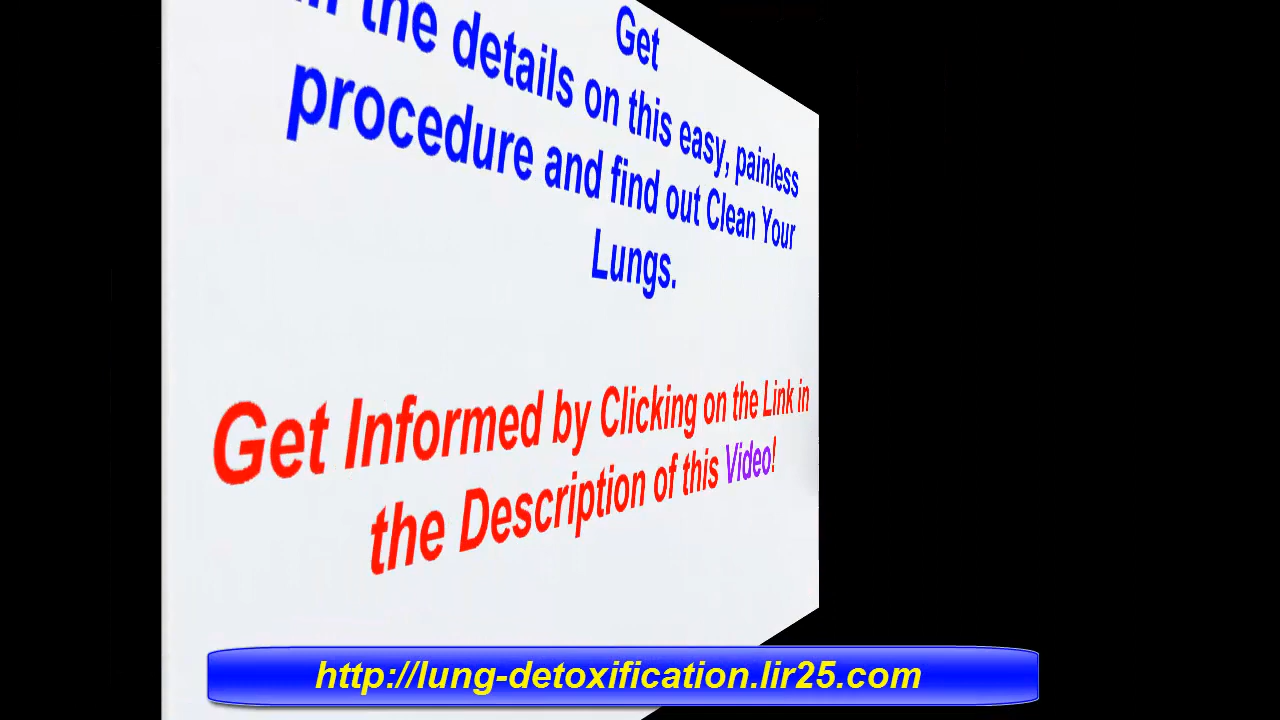 Get
the details on this easy, painless
procedure and find out Clean Your
Lungs.
Get Informed by Clicking on the Link in
the Description of this Video!
http://lung-detoxification.lir25.com